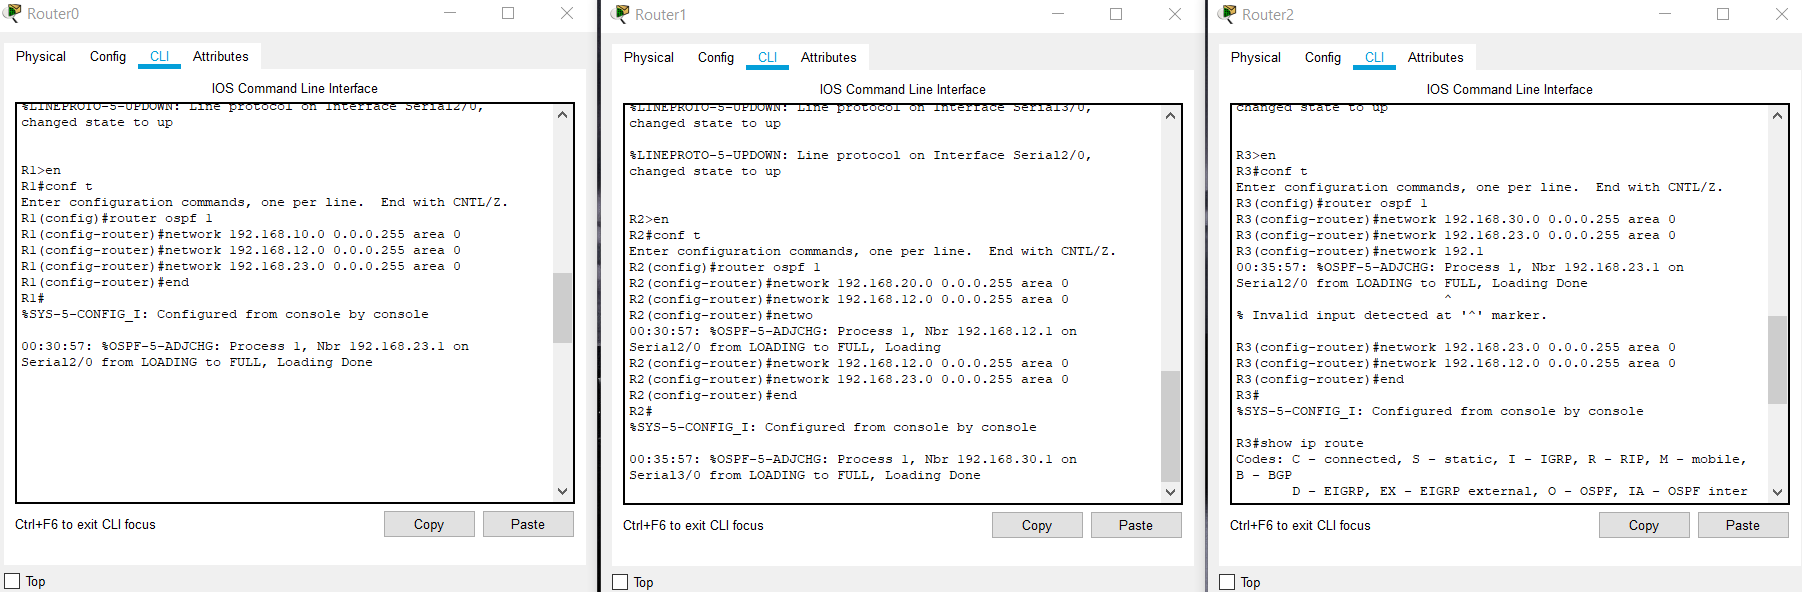 Router0
Physical Config CLI Attributes
IOS Command Line Interface
%LINEPROTO-5-UPDOWN: Line protocol on Interface Serial2/0,
changed state to up
R1>en
R1#conf t
Enter configuration commands, one per line.  End with CNTL/Z.
R1(config)#router ospf 1
R1(config-router)#network 192.168.10.0 0.0.0.255 area 0
R1(config-router)#network 192.168.12.0 0.0.0.255 area 0
R1(config-router)#network 192.168.23.0 0.0.0.255 area 0
R1(config-router)#end
R1#
%SYS-5-CONFIG_I: Configured from console by console
00:30:57: %OSPF-5-ADJCHG: Process 1, Nbr 192.168.23.1 on
Serial2/0 from LOADING to FULL, Loading Done
Ctrl+F6 to exit CLI focus
Copy Paste
Top
Router1
Physical Config CLI Attributes
IOS Command Line Interface
%LINEPROTO-5-UPDOWN: Line protocol on Interface Serial3/0,
changed state to up
%LINEPROTO-5-UPDOWN: Line protocol on Interface Serial2/0,
changed state to up
R2>en
R2#conf t
Enter configuration commands, one per line.  End with CNTL/Z.
R2(config)#router ospf 1
R2(config-router)#network 192.168.20.0 0.0.0.255 area 0
R2(config-router)#network 192.168.12.0 0.0.0.255 area 0
R2(config-router)#netwo
00:30:57: %OSPF-5-ADJCHG: Process 1, Nbr 192.168.12.1 on
Serial2/0 from LOADING to FULL, Loading
R2(config-router)#network 192.168.12.0 0.0.0.255 area 0
R2(config-router)#network 192.168.23.0 0.0.0.255 area 0
R2(config-router)#end
R2#
%SYS-5-CONFIG_I: Configured from console by console
00:35:57: %OSPF-5-ADJCHG: Process 1, Nbr 192.168.30.1 on
Serial3/0 from LOADING to FULL, Loading Done
Ctrl+F6 to exit CLI focus
Copy Paste
Top
Router2
Physical Config CLI Attributes
IOS Command Line Interface
changed state to up
R3>en
R3#conf t
Enter configuration commands, one per line.  End with CNTL/Z.
R3(config)#router ospf 1
R3(config-router)#network 192.168.30.0 0.0.0.255 area 0
R3(config-router)#network 192.168.23.0 0.0.0.255 area 0
R3(config-router)#network 192.1
00:35:57: %OSPF-5-ADJCHG: Process 1, Nbr 192.168.23.1 on
Serial2/0 from LOADING to FULL, Loading Done
^
% Invalid input detected at '^' marker.
R3(config-router)#network 192.168.23.0 0.0.0.255 area 0
R3(config-router)#network 192.168.12.0 0.0.0.255 area 0
R3(config-router)#end
R3#
%SYS-5-CONFIG_I: Configured from console by console
R3#show ip route
Codes: C - connected, S - static, I - IGRP, R - RIP, M - mobile,
B - BGP
D - EIGRP, EX - EIGRP external, O - OSPF, IA - OSPF inter
Ctrl+F6 to exit CLI focus
Copy Paste
Top